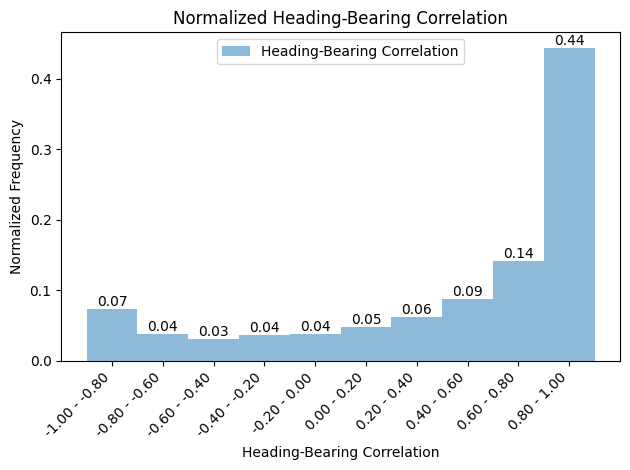 Normalized Heading-Bearing Correlation
Heading-Bearing Correlation
Normalized Frequency
0.4
0.3
0.2
0.1
0.0
0.07
0.04
0.03
0.04
0.04
0.05
0.06
0.09
0.14
0.44
-1.00 - -0.80
-0.80 - -0.60
-0.60 - -0.40
-0.40 - -0.20
-0.20 - 0.00
0.00 - 0.20
0.20 - 0.40
0.40 - 0.60
0.60 - 0.80
0.80 - 1.00
Heading-Bearing Correlation